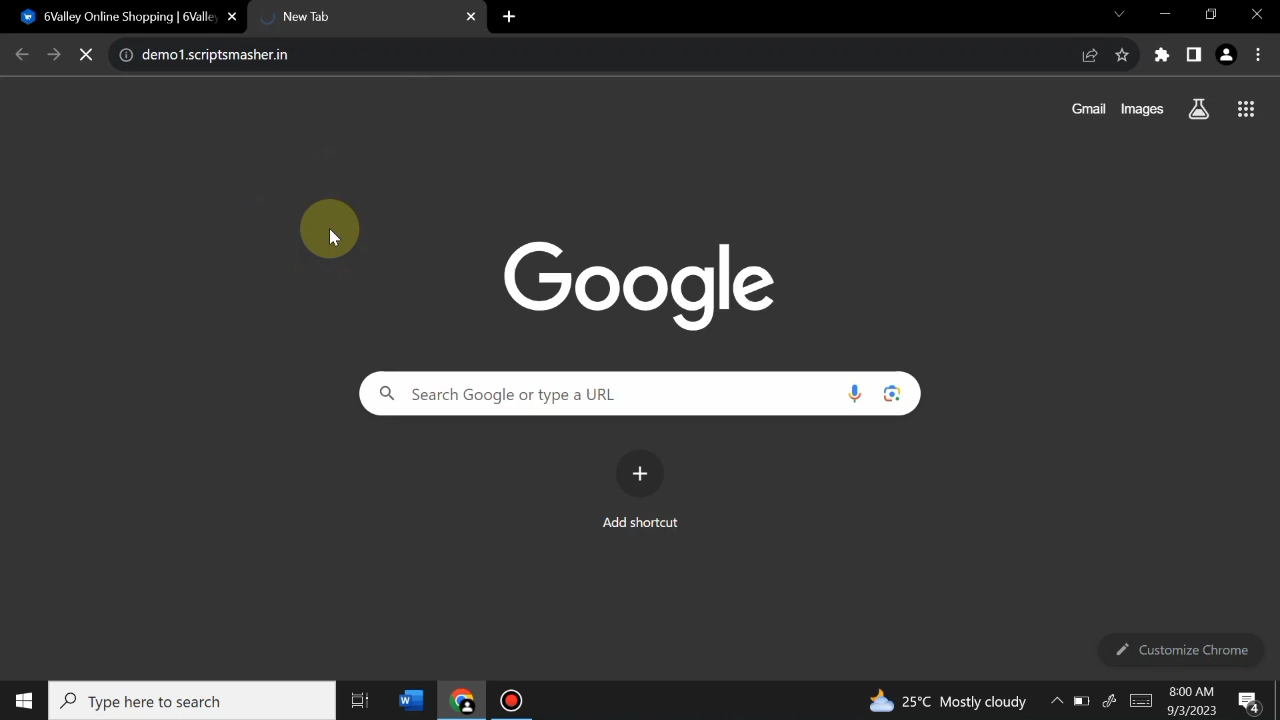 6Valley Online Shopping | 6Valley
New Tab
demo1.scriptsmasher.in
Gmail Images
Google
Search Google or type a URL
Add shortcut
Customize Chrome
Type here to search
25°C Mostly cloudy
8:00 AM
9/3/2023
4